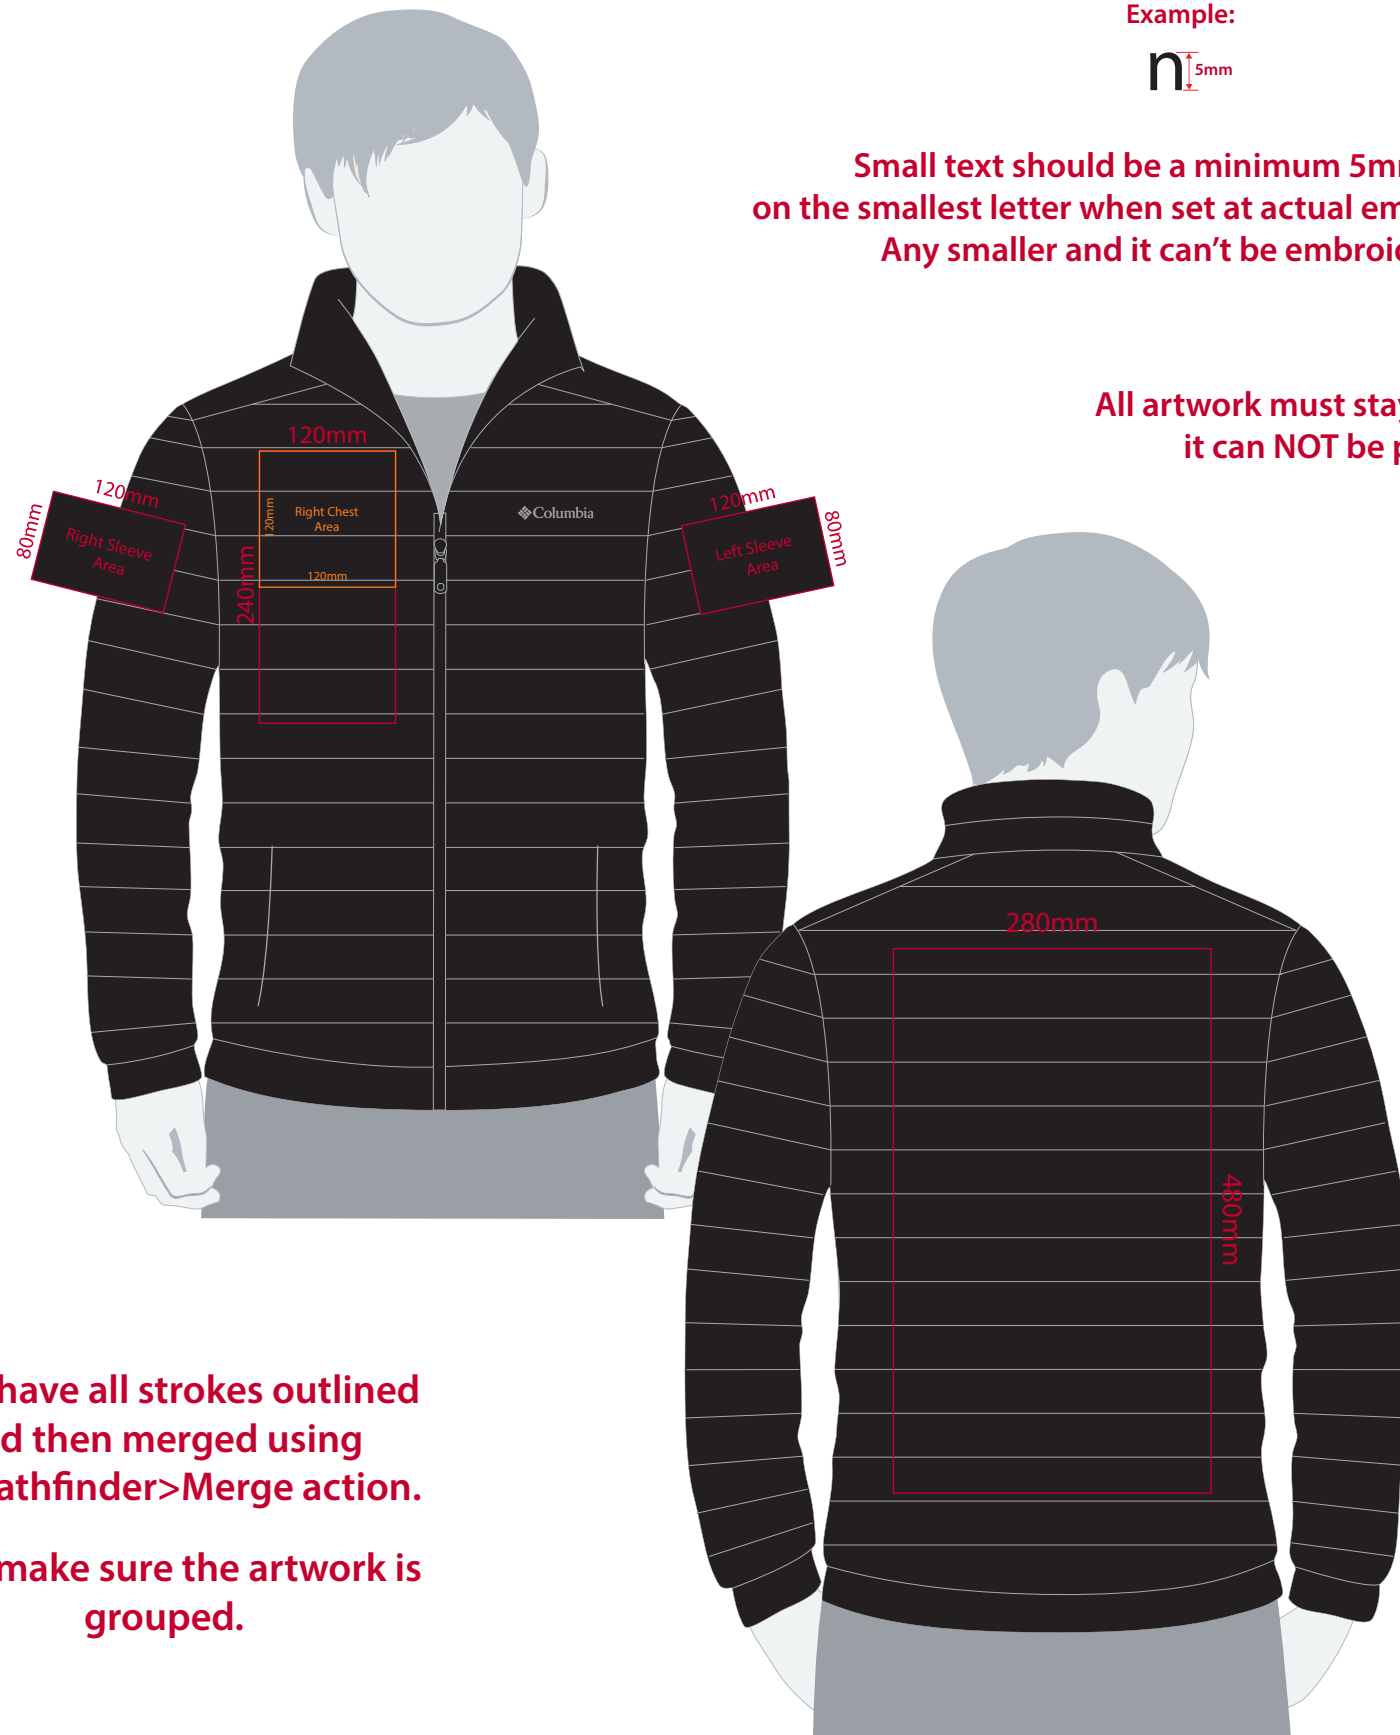 Example:
n
5mm
Small text should be a minimum 5m
on the smallest letter when set at actual em
Any smaller and it can't be embroi
All artwork must stay
it can NOT be p
120mm
Right Chest
Area
120mm
120mm
240mm
Columbia
120mm
80mm
Right Sleeve
Area
120mm
80mm
Left Sleeve
Area
280mm
480mm
have all strokes outlined
d then merged using
athfinder>Merge action.
make sure the artwork is
grouped.